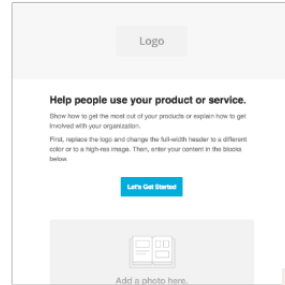 Logo
Help people use your product or service.
Show how to get the most out of your products or explain how to get
involved with your organization.
First, replace the logo and change the full-width header to a different
color or to a high-res image. Then, enter your content in the blocks
below.
Let's Get Started
Add a photo here.